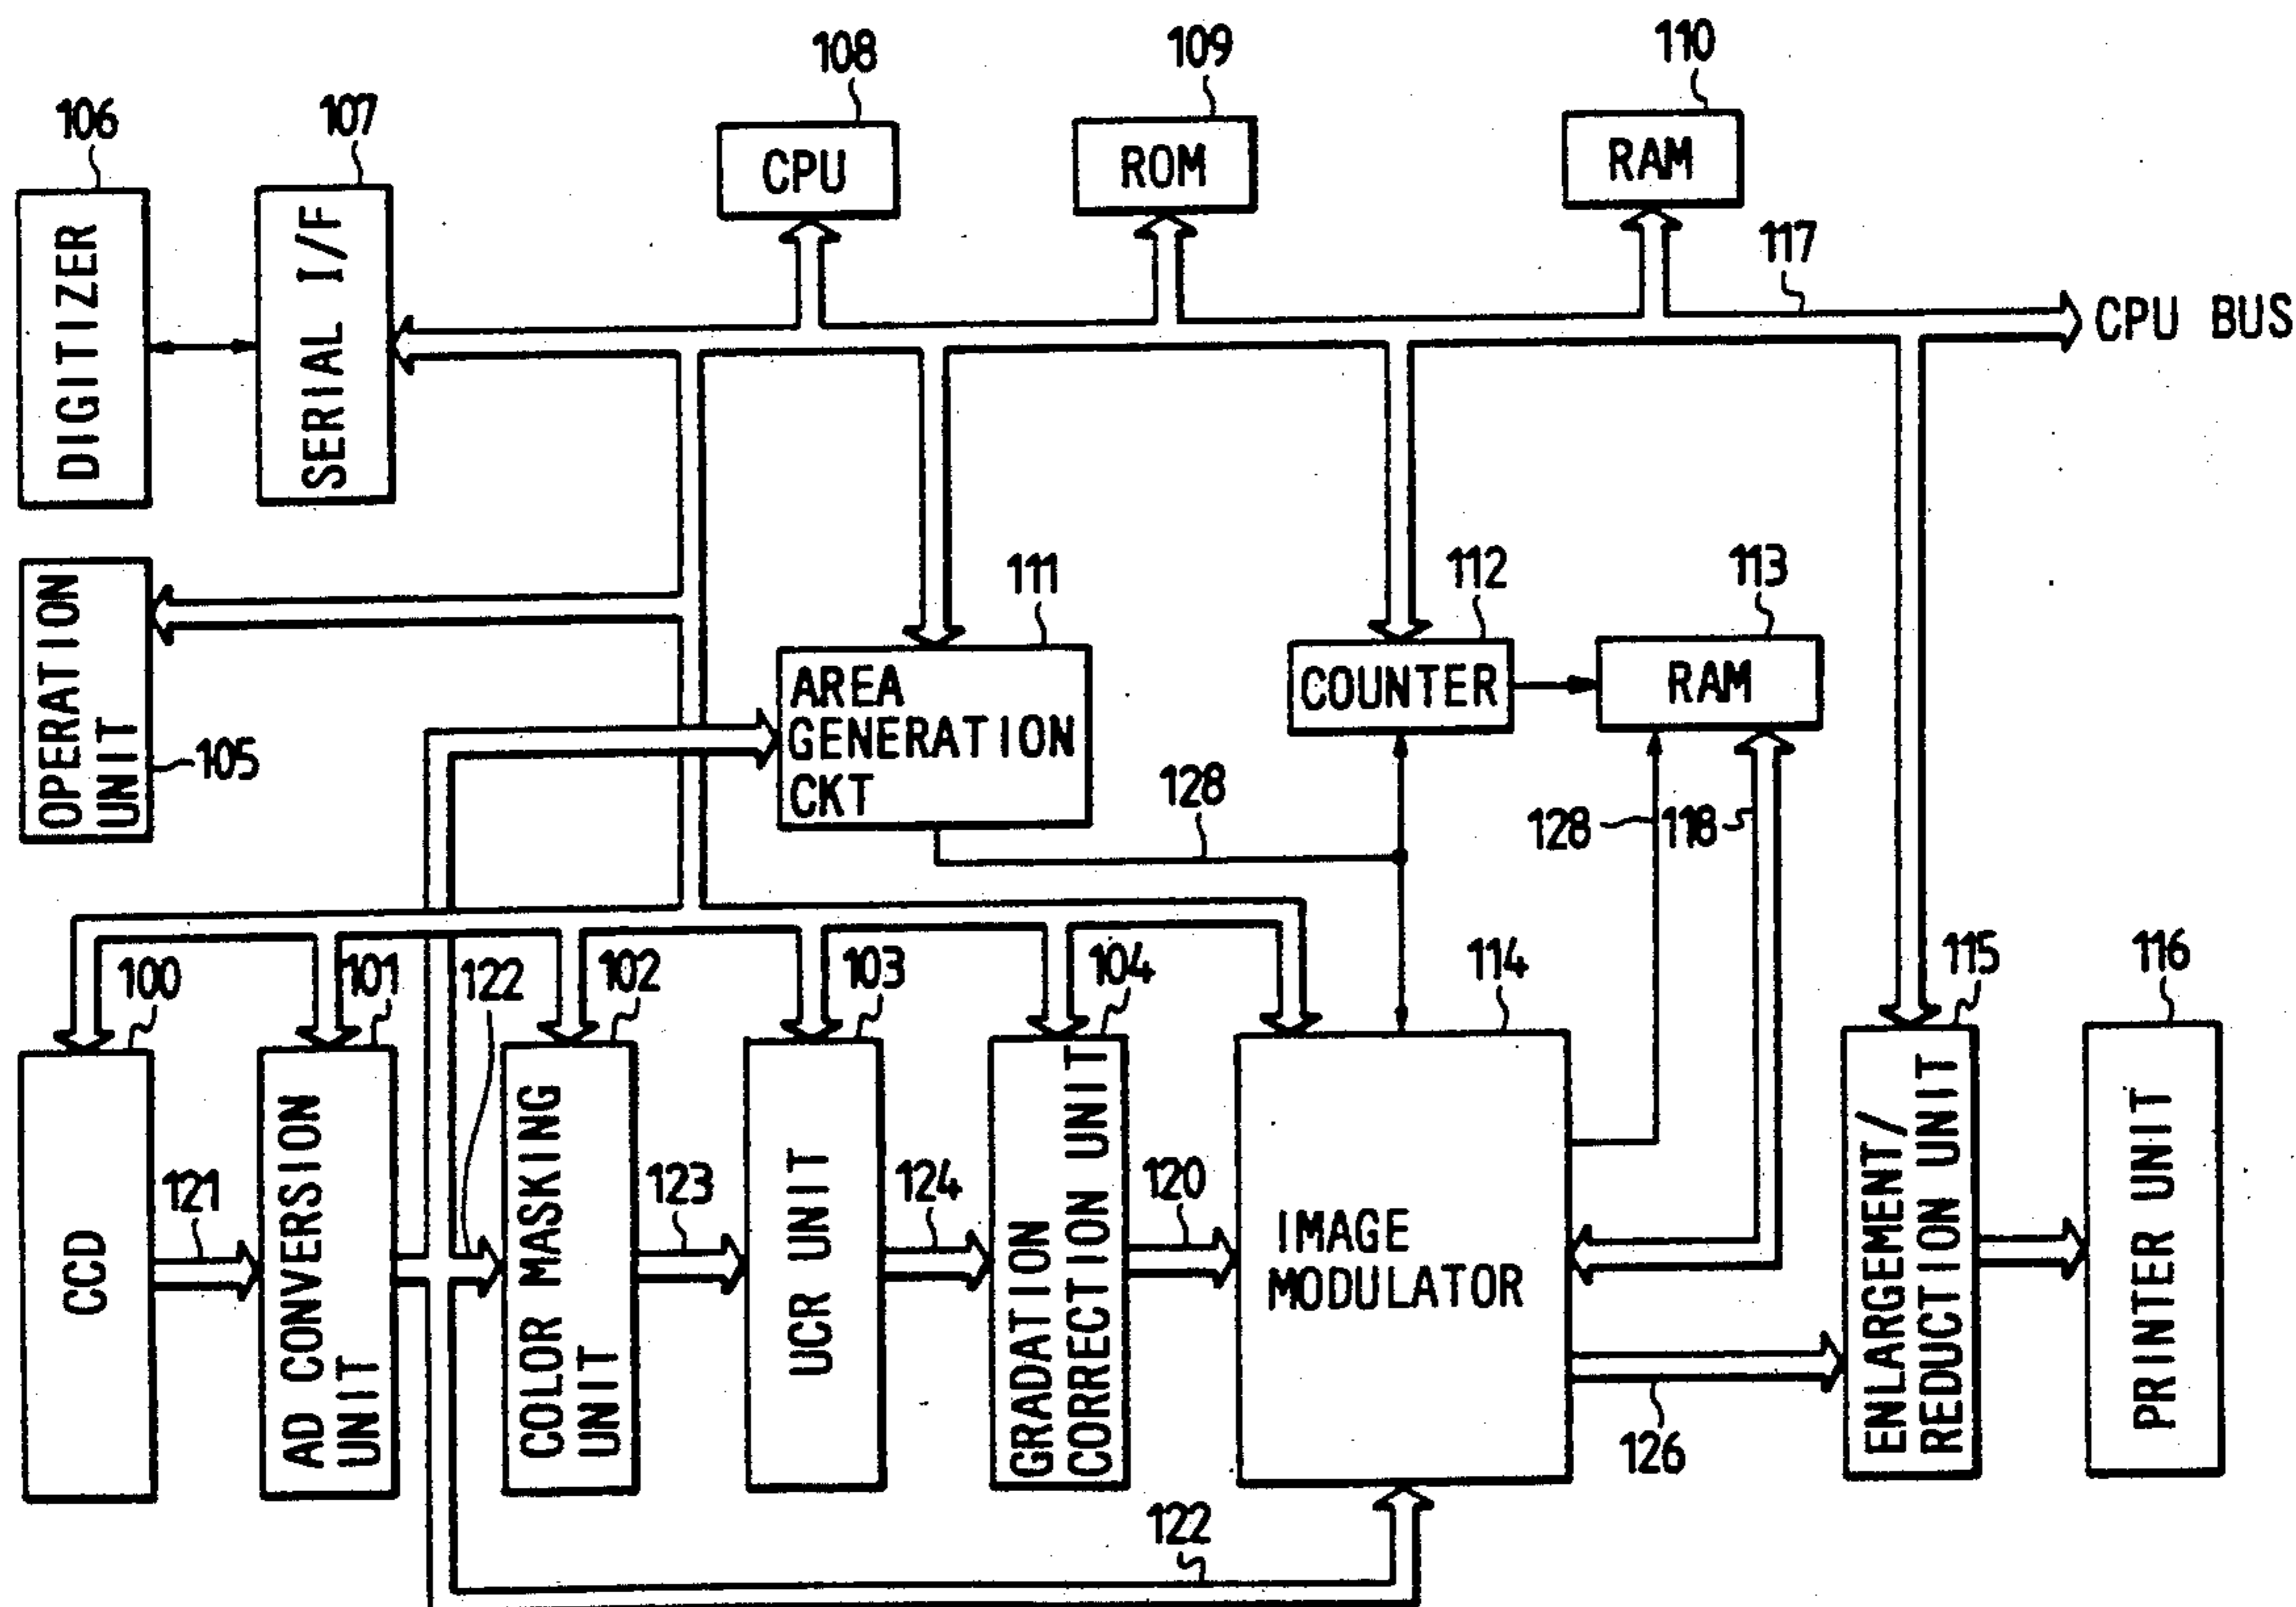 108
109
110
106
107
CPU
ROM
RAM
117
CPU BUS
DIGITIZER
SERIAL I/F
111
112
113
OPERATION
UNIT
105
AREA
GENERATION
CKT
COUNTER
RAM
128
128
118
100
101
122
102
103
104
114
115
116
CCD
121
AD CONVERSION
UNIT
COLOR MASKING
UNIT
123
UCR UNIT
124
GRADATION
CORRECTION UNIT
120
IMAGE
MODULATOR
126
ENLARGEMENT/
REDUCTION UNIT
PRINTER UNIT
122